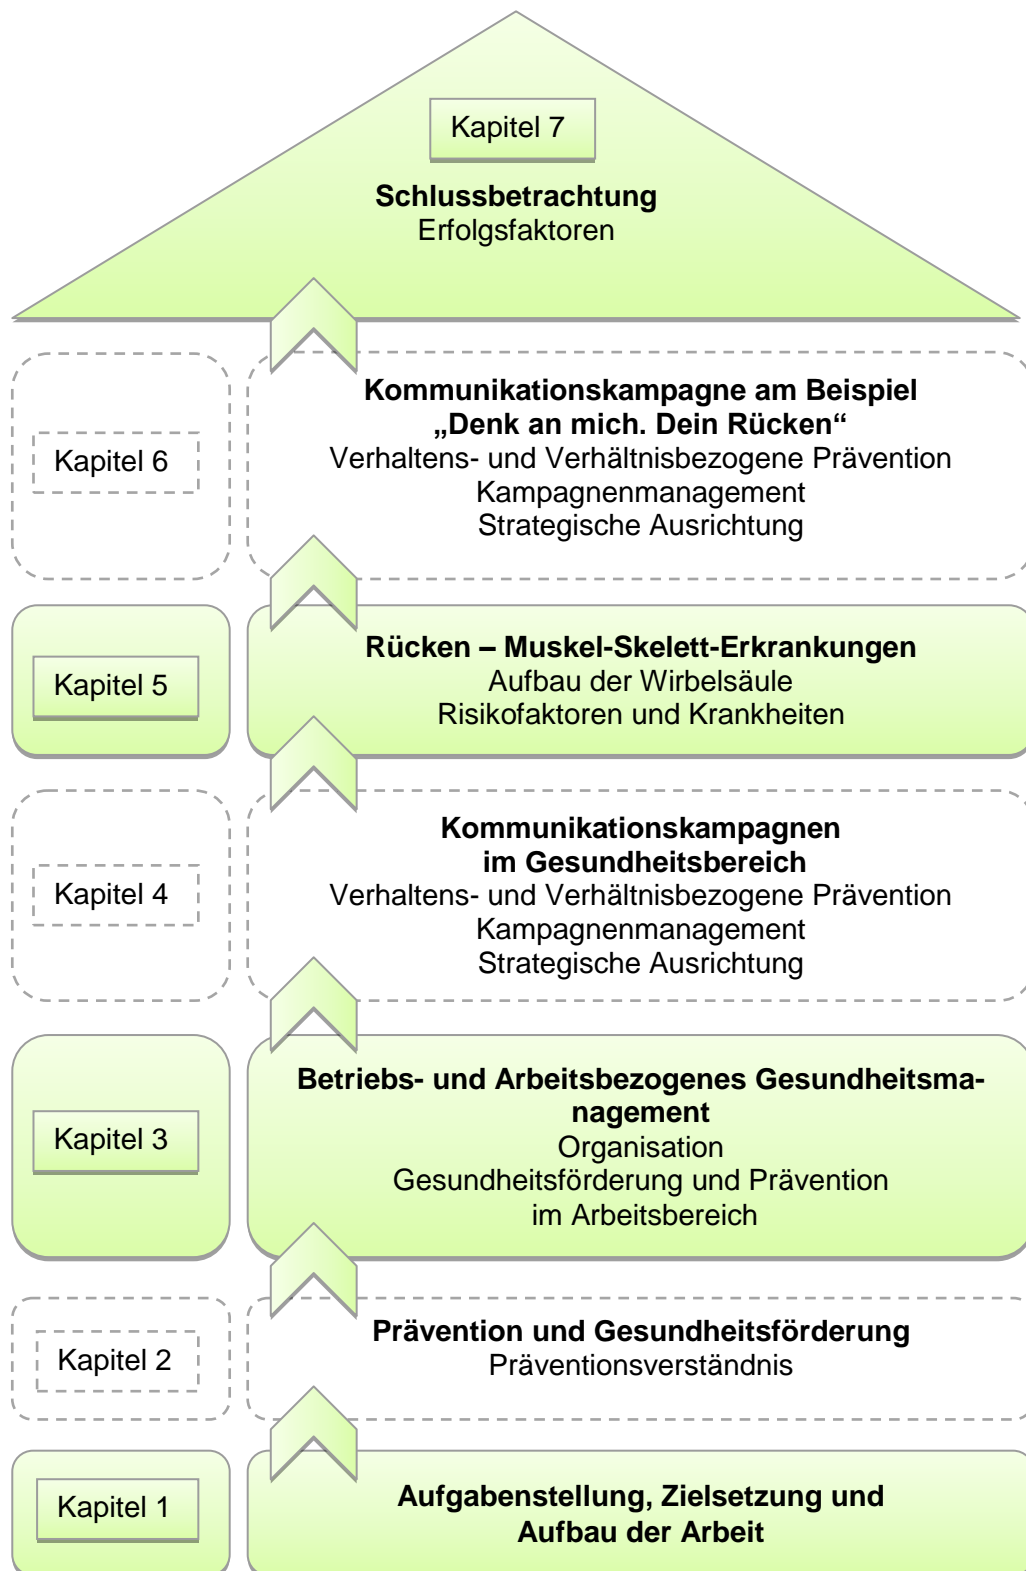 Kapitel 7
Schlussbetrachtung
Erfolgsfaktoren
Kapitel 6
Kommunikationskampagne am Beispiel
„Denk an mich. Dein Rücken“
Verhaltens- und Verhältnisbezogene Prävention
Kampagnenmanagement
Strategische Ausrichtung
Kapitel 5
Rücken – Muskel-Skelett-Erkrankungen
Aufbau der Wirbelsäule
Risikofaktoren und Krankheiten
Kapitel 4
Kommunikationskampagnen
im Gesundheitsbereich
Verhaltens- und Verhältnisbezogene Prävention
Kampagnenmanagement
Strategische Ausrichtung
Kapitel 3
Betriebs- und Arbeitsbezogenes Gesundheitsma-
nagement
Organisation
Gesundheitsförderung und Prävention
im Arbeitsbereich
Kapitel 2
Prävention und Gesundheitsförderung
Präventionsverständnis
Kapitel 1
Aufgabenstellung, Zielsetzung und
Aufbau der Arbeit